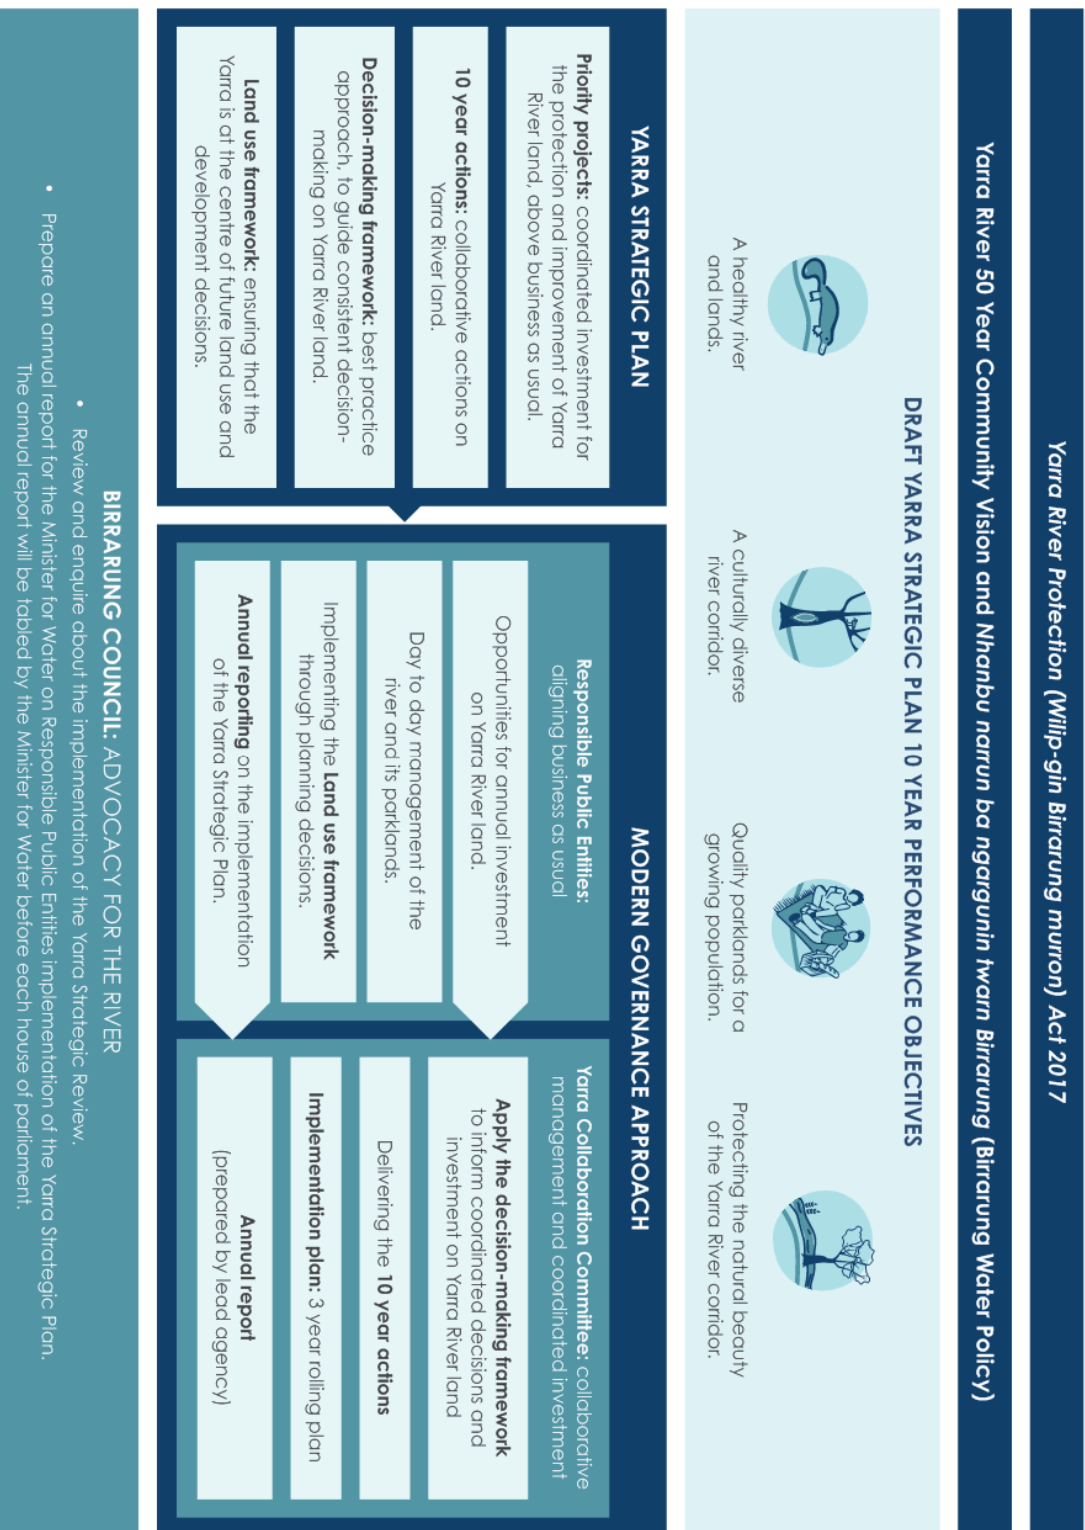 Yarra River Protection (Wilip-gin Birrarung murron) Act 2017
Yarra River 50 Year Community Vision and Nhanbu narrun ba ngargunin twarn Birrarung (Birrarung Water Policy)
DRAFT YARRA STRATEGIC PLAN 10 YEAR PERFORMANCE OBJECTIVES
A healthy river
and lands.
A culturally diverse
river corridor.
Quality parklands for a
growing population.
Protecting the natural beauty
of the Yarra River corridor.
YARRA STRATEGIC PLAN
Priority projects: coordinated investment for
the protection and improvement of Yarra
River land, above business as usual.
10 year actions: collaborative actions on
Yarra River land.
Decision-making framework: best practice
approach, to guide consistent decision-
making on Yarra River land.
Land use framework: ensuring that the
Yarra is at the centre of future land use and
development decisions.
MODERN GOVERNANCE APPROACH
Responsible Public Entities:
aligning business as usual
Opportunities for annual investment
on Yarra River land.
Day to day management of the
river and its parklands.
Implementing the Land use framework
through planning decisions.
Annual reporting on the implementation
of the Yarra Strategic Plan.
Yarra Collaboration Committee: collaborative
management and coordinated investment
Apply the decision-making framework
to inform coordinated decisions and
investment on Yarra River land
Delivering the 10 year actions
Implementation plan: 3 year rolling plan
Annual report
(prepared by lead agency)
BIRRARUNG COUNCIL: ADVOCACY FOR THE RIVER
• Review and enquire about the implementation of the Yarra Strategic Review.
• Prepare an annual report for the Minister for Water on Responsible Public Entities implementation of the Yarra Strategic Plan.
The annual report will be tabled by the Minister for Water before each house of parliament.